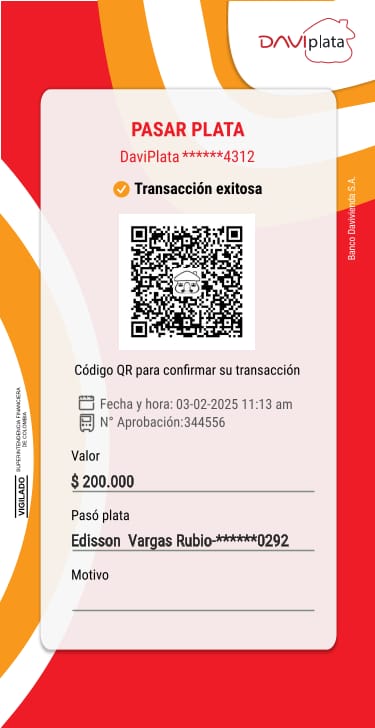 DAVIplata
PASAR PLATA
DaviPlata ******4312
Transacción exitosa
Banco Davivienda S.A.
Código QR para confirmar su transacción
Fecha y hora: 03-02-2025 11:13 am
N° Aprobación:344556
VIGILADO
SUPERINTENDENCIA FINANCIERA
DE COLOMBIA
Valor
$ 200.000
Pasó plata
Edisson Vargas Rubio-******0292
Motivo